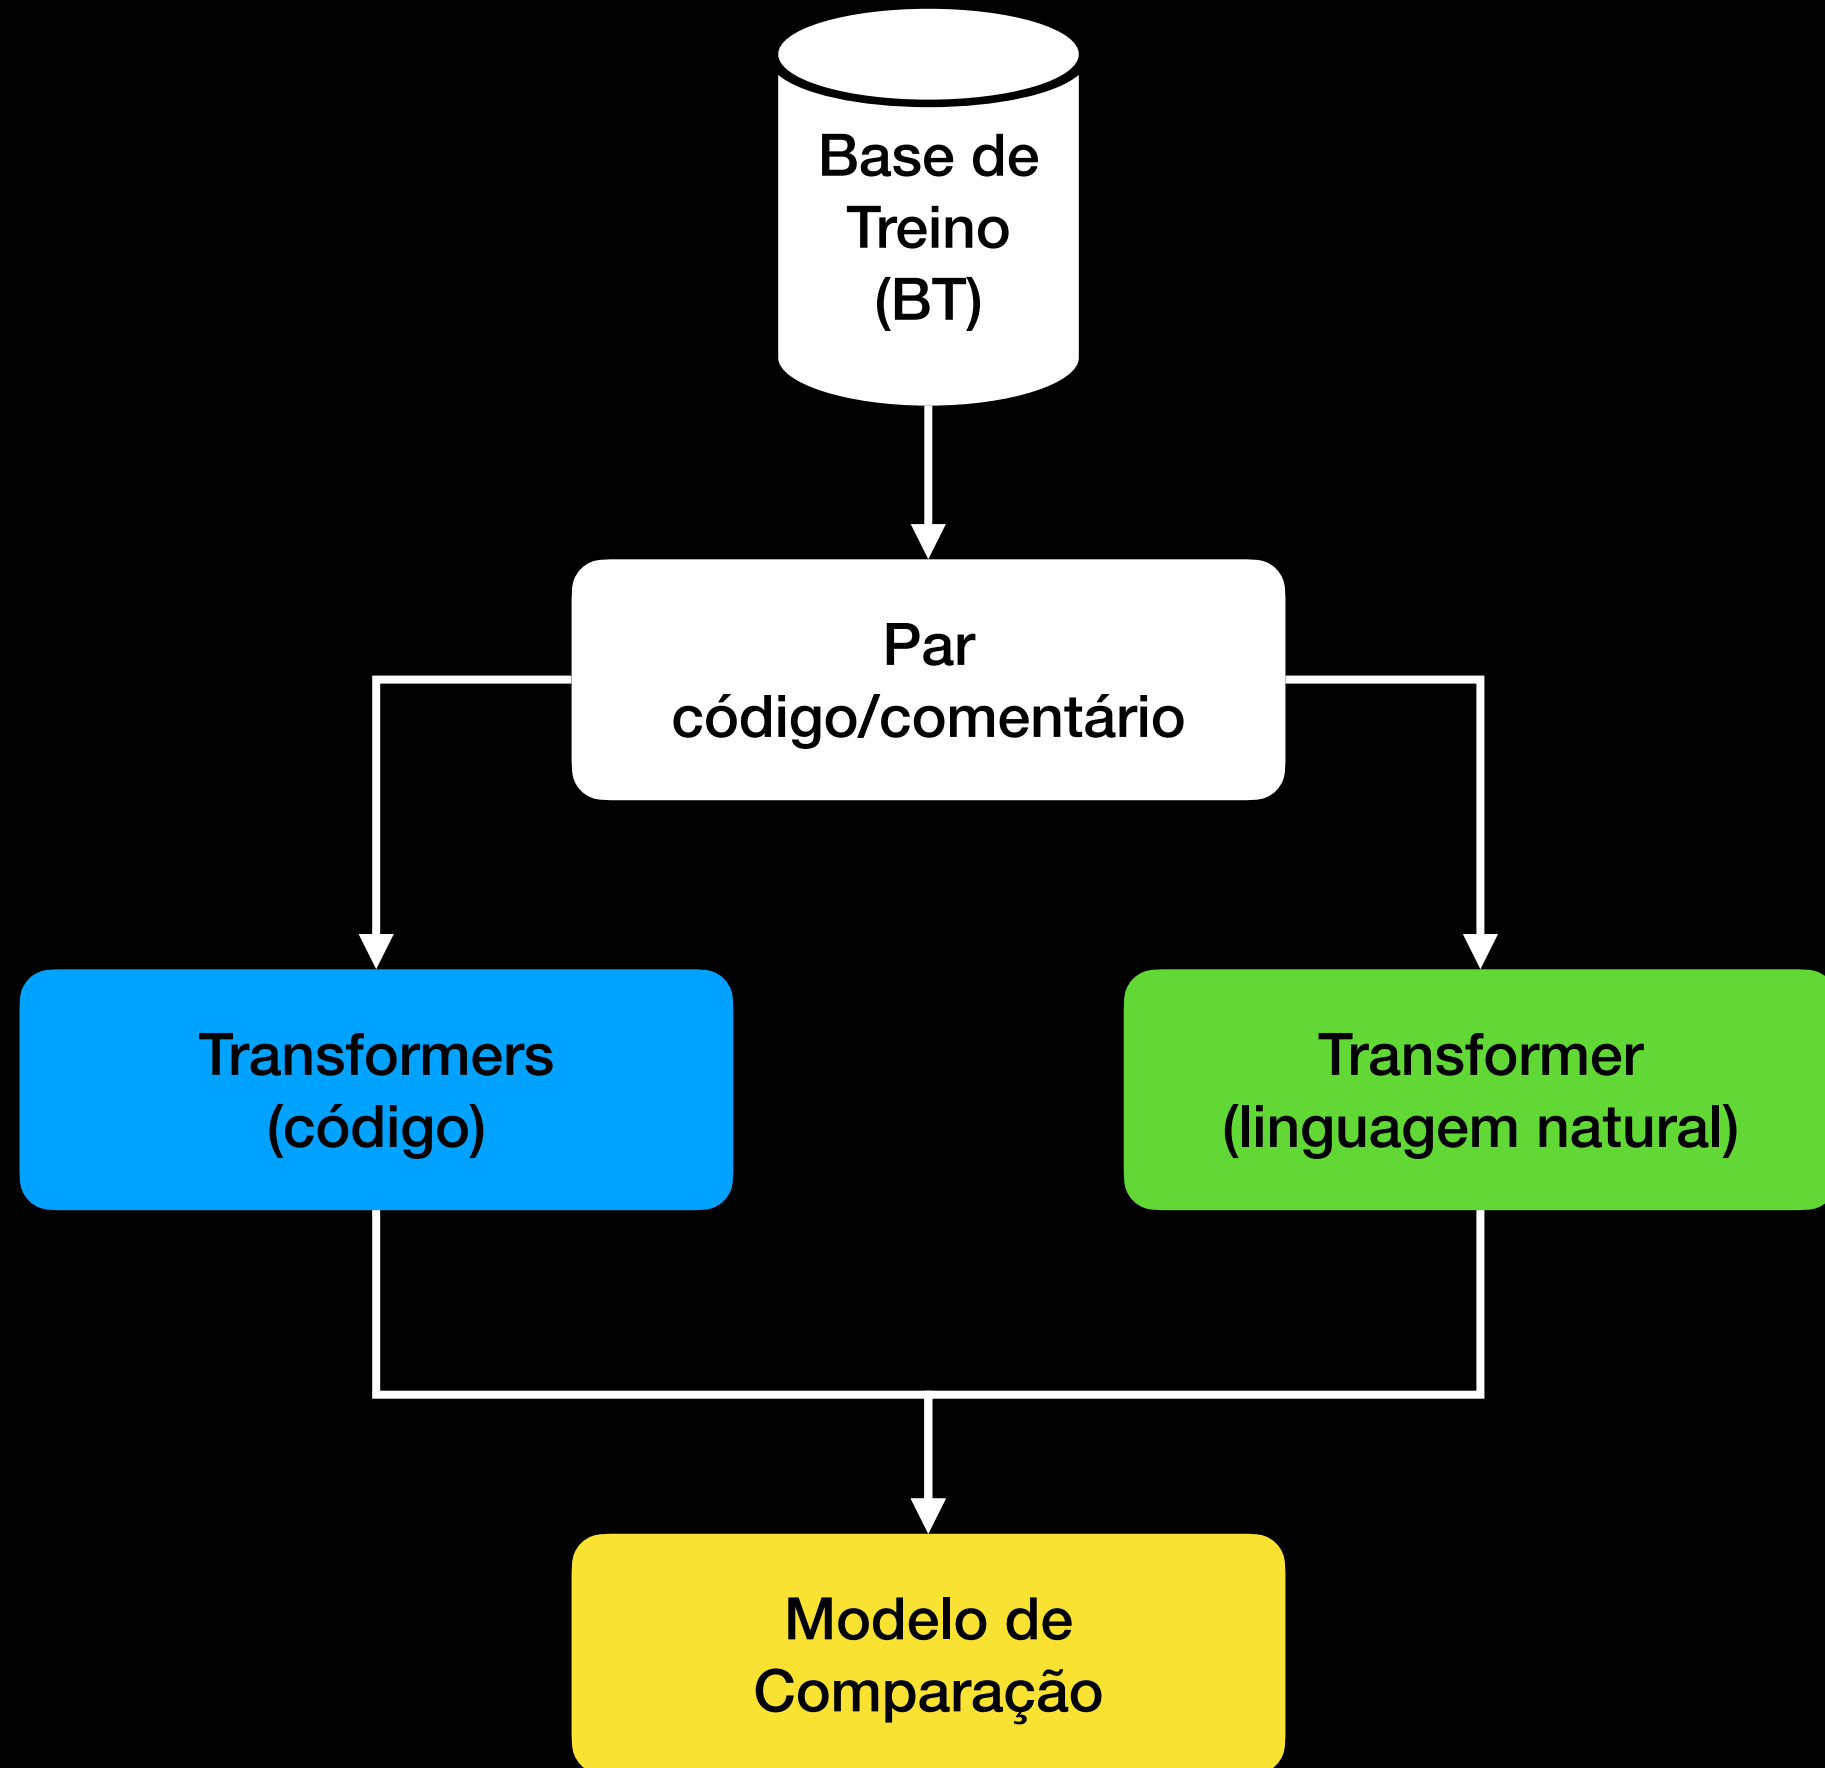 Base de
Treino
(BT)
Par
código/comentário
Transformers
(código)
Transformer
(linguagem natural)
Modelo de
Comparação